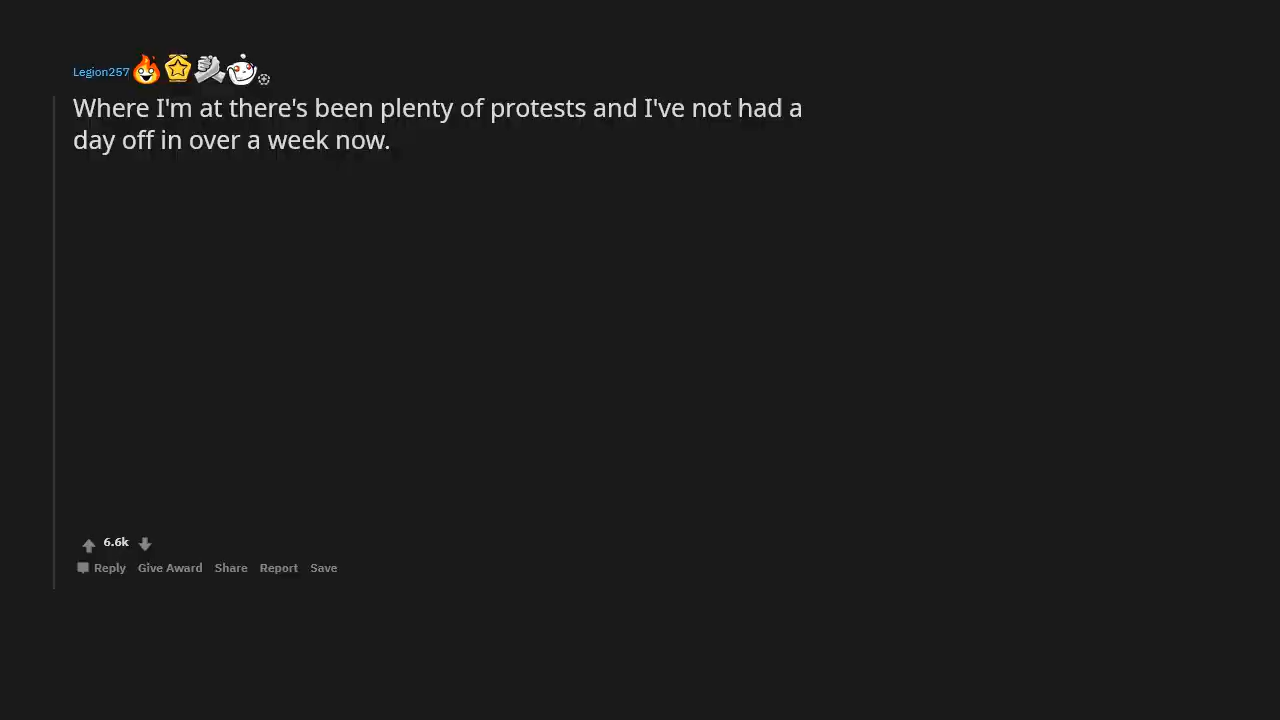 Legion257
Where I'm at there's been plenty of protests and I've not had a
day off in over a week now.
6.6k
Reply Give Award Share Report Save